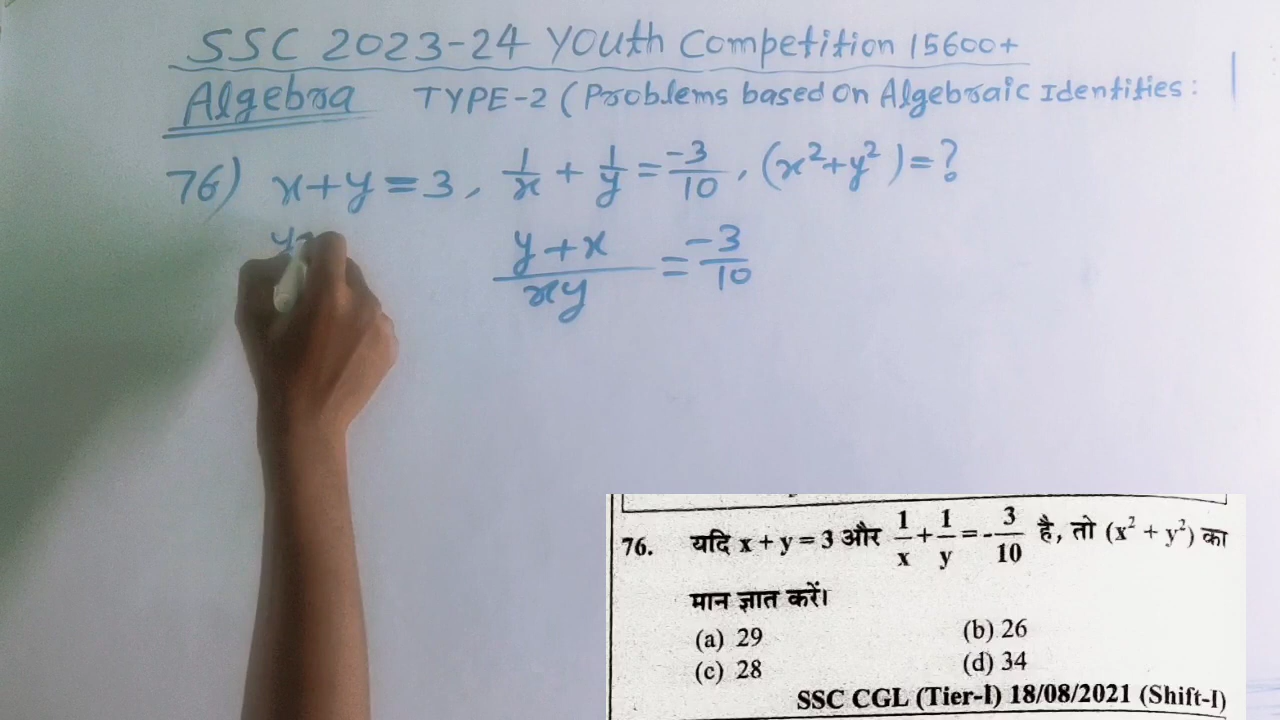 SSC 2023-24 Youth Competition 15600+
Algebra TYPE-2 (Problems based on Algebraic Identities:
76) x+y=3, 1/x + 1/y = -3/10, (x²+y²)=?
y+x/xy = -3/10
76. यदि x + y = 3 और 1/x + 1/y = -3/10 है, तो (x² + y²) का
मान ज्ञात करें।
(a) 29 (b) 26
(c) 28 (d) 34
SSC CGL (Tier-I) 18/08/2021 (Shift-I)